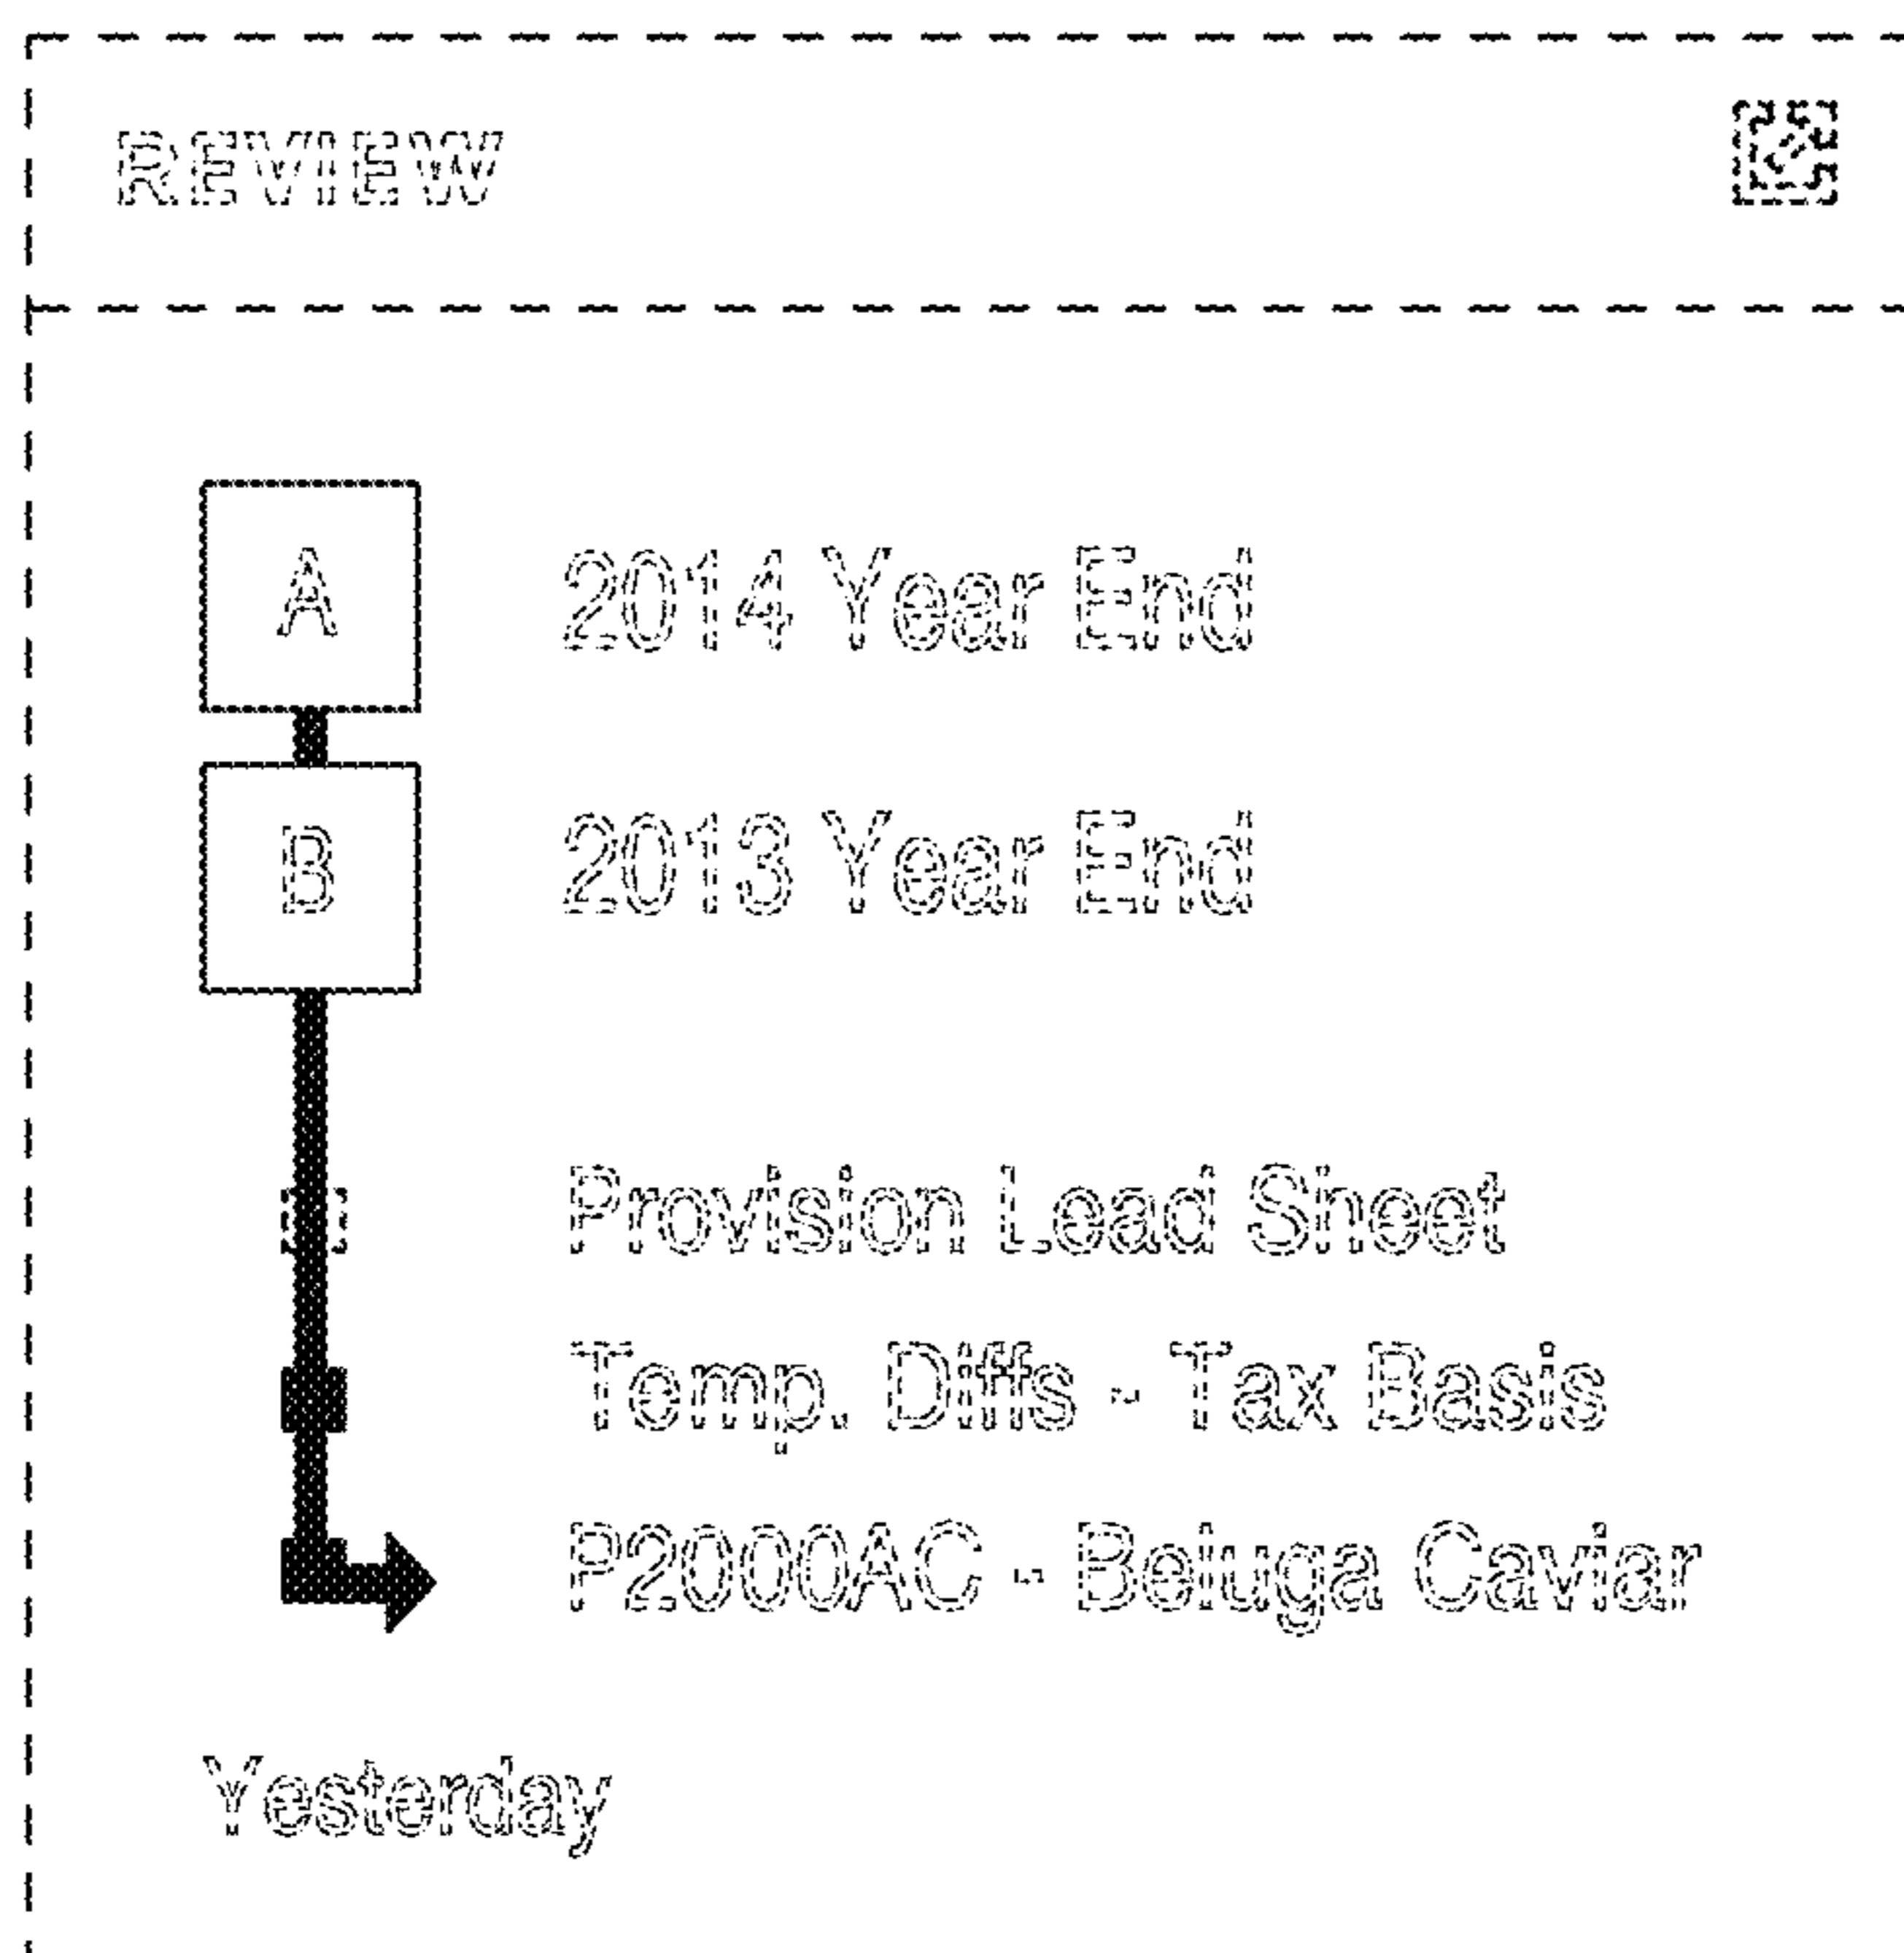 REVIEW
A 2014 Year End
B 2013 Year End
Provision Lead Sheet
Temp. Diffs - Tax Basis
P2000AC - Beluga Caviar
Yesterday